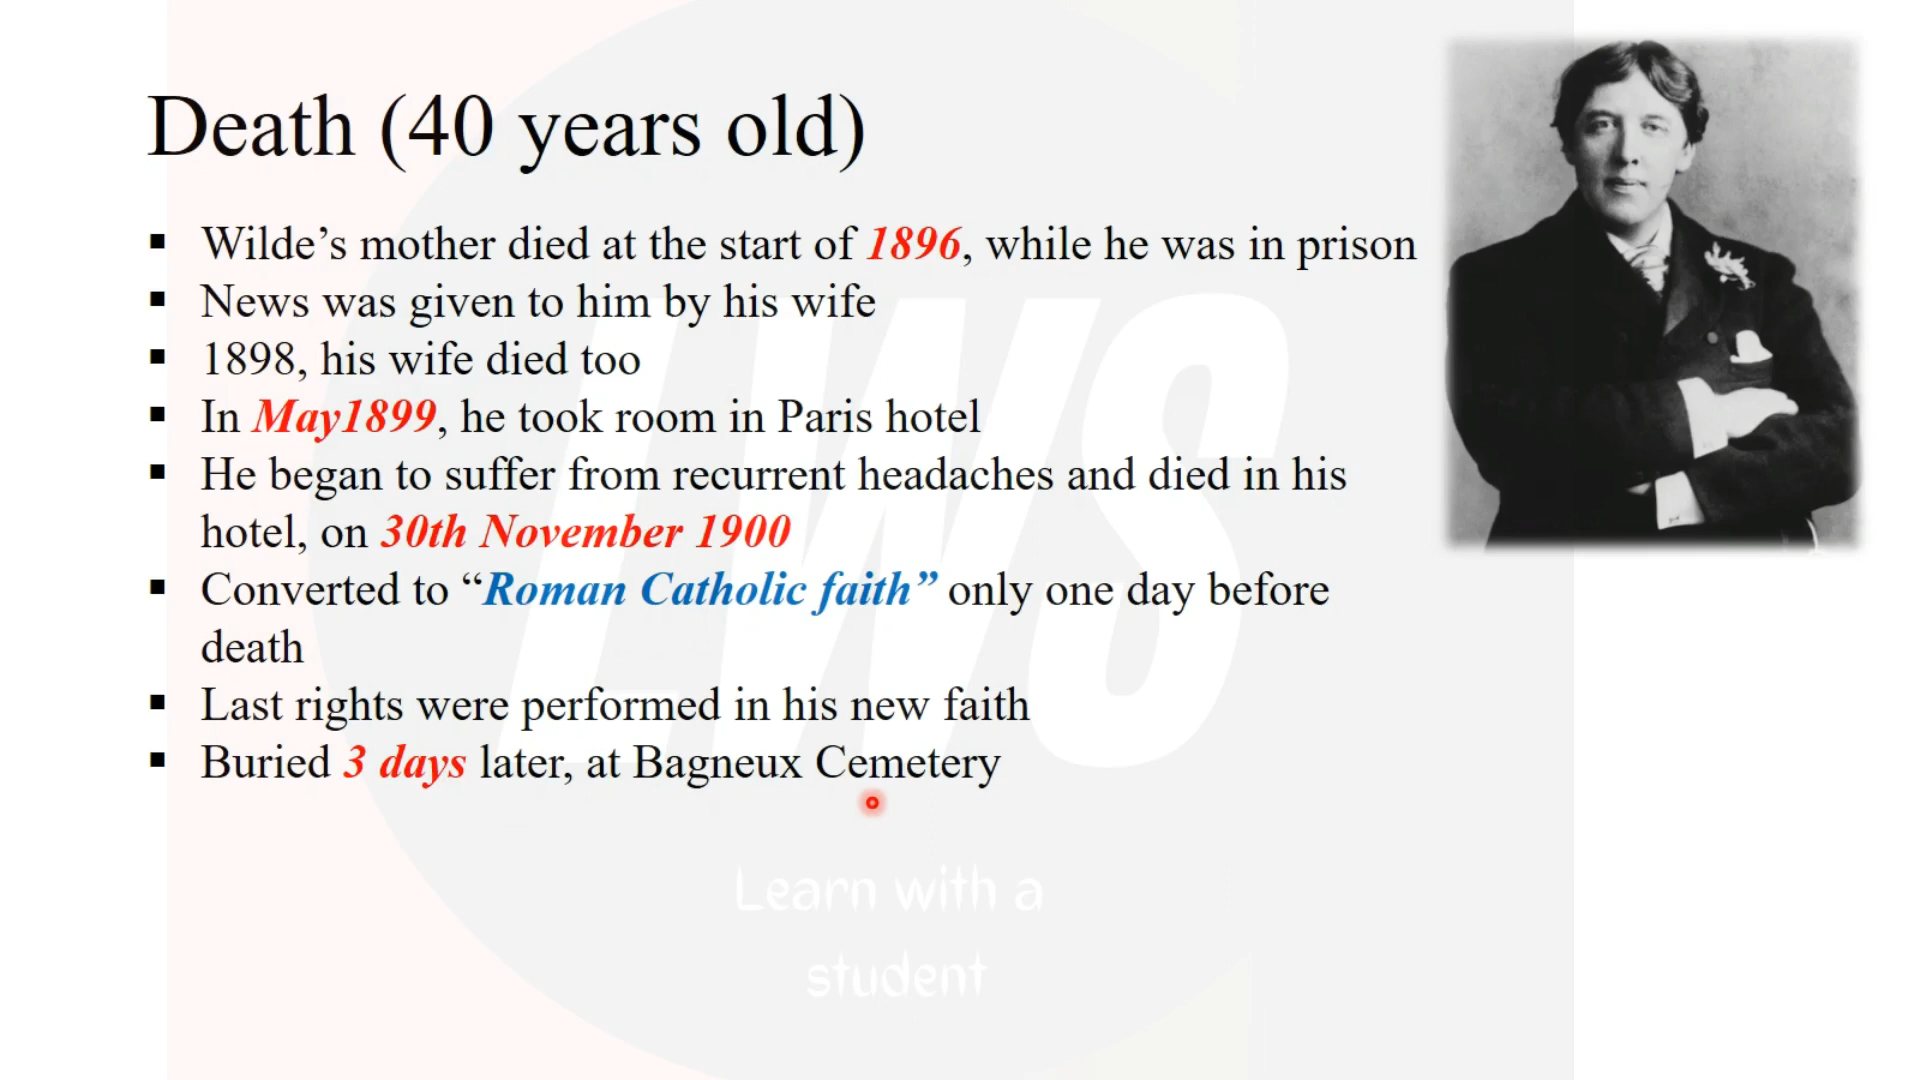 Death (40 years old)
▪ Wilde’s mother died at the start of 1896, while he was in prison
▪ News was given to him by his wife
▪ 1898, his wife died too
▪ In May1899, he took room in Paris hotel
▪ He began to suffer from recurrent headaches and died in his
hotel, on 30th November 1900
▪ Converted to “Roman Catholic faith” only one day before
death
▪ Last rights were performed in his new faith
▪ Buried 3 days later, at Bagneux Cemetery
LWS
Learn with a
student